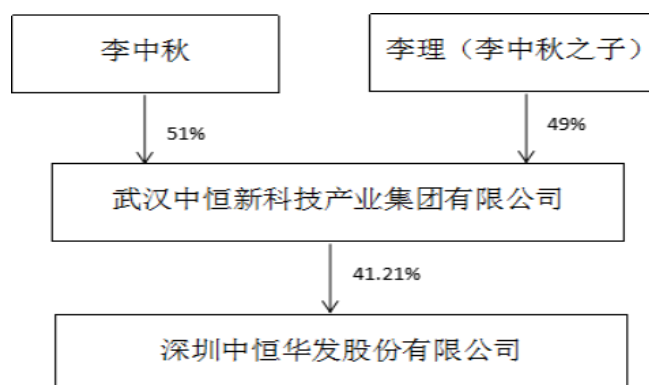 李中秋
李理（李中秋之子）
51%
49%
武汉中恒新科技产业集团有限公司
41.21%
深圳中恒华发股份有限公司